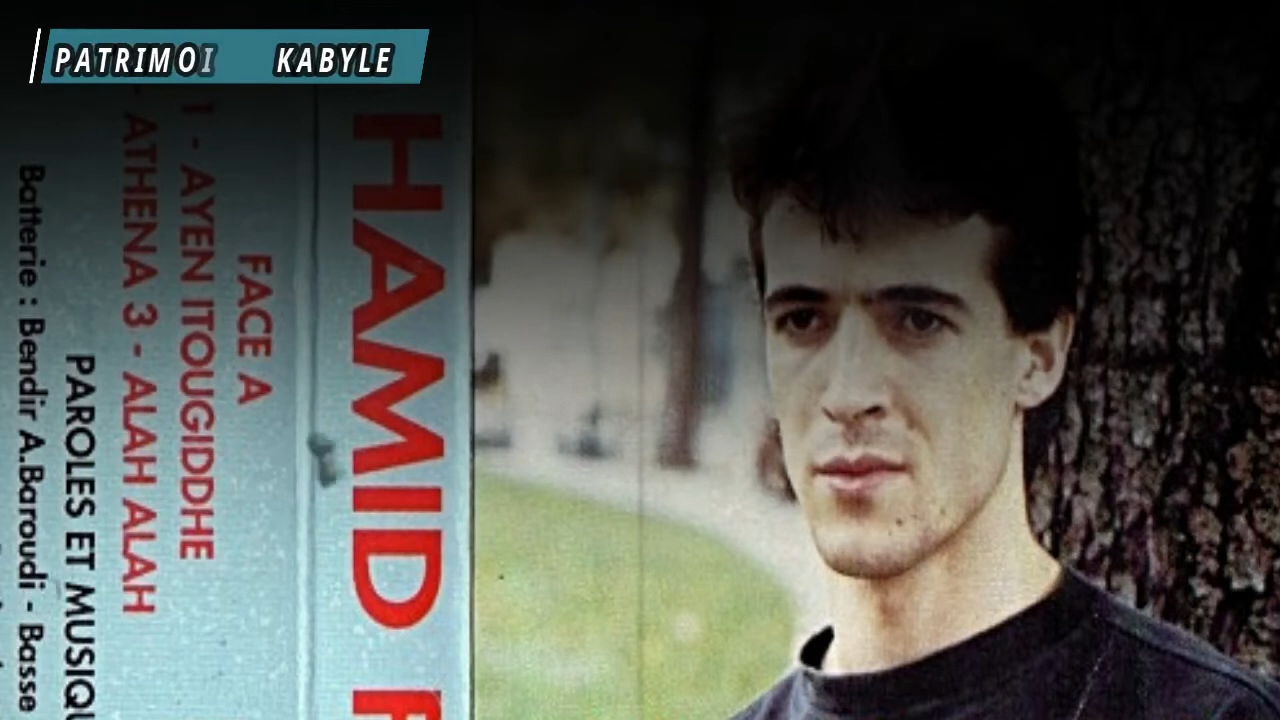 PATRIMOI KABYLE
HAMID
FACE A
1 - AYEN ITOUGIDDHE
- ATHENA 3 - ALAH ALAH
PAROLES ET MUSIQU
Batterie : Bendir A.Baroudi - Basse